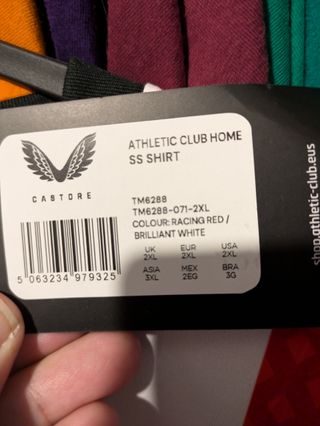 ATHLETIC CLUB HOME
SS SHIRT
CASTORE
TM6288
TM6288-071-2XL
COLOUR: RACING RED /
BRILLIANT WHITE
UK EUR USA
2XL 2XL 2XL
ASIA MEX BRA
3XL 2EG 3G
5 063234 979325
shop.athletic-club.eus